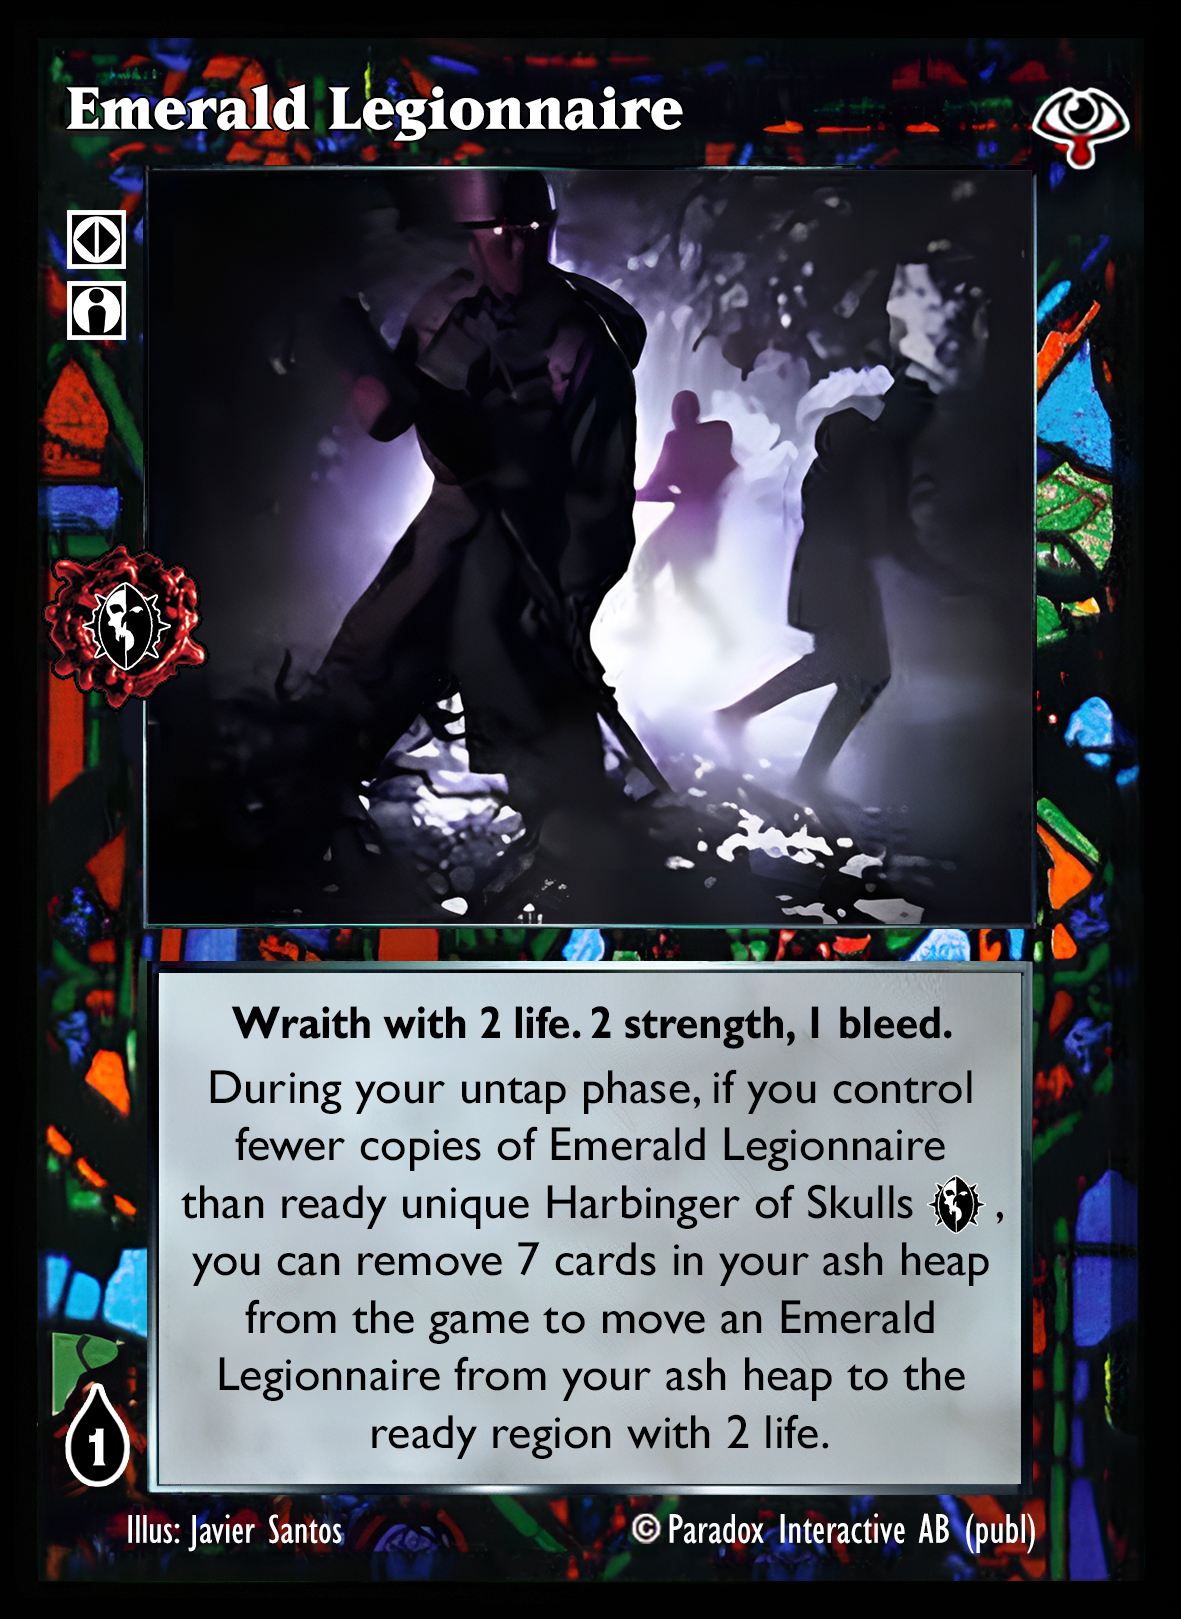 Emerald Legionnaire
Wraith with 2 life. 2 strength, 1 bleed.
During your untap phase, if you control
fewer copies of Emerald Legionnaire
than ready unique Harbinger of Skulls ,
you can remove 7 cards in your ash heap
from the game to move an Emerald
Legionnaire from your ash heap to the
ready region with 2 life.
1
Illus: Javier Santos © Paradox Interactive AB (publ)